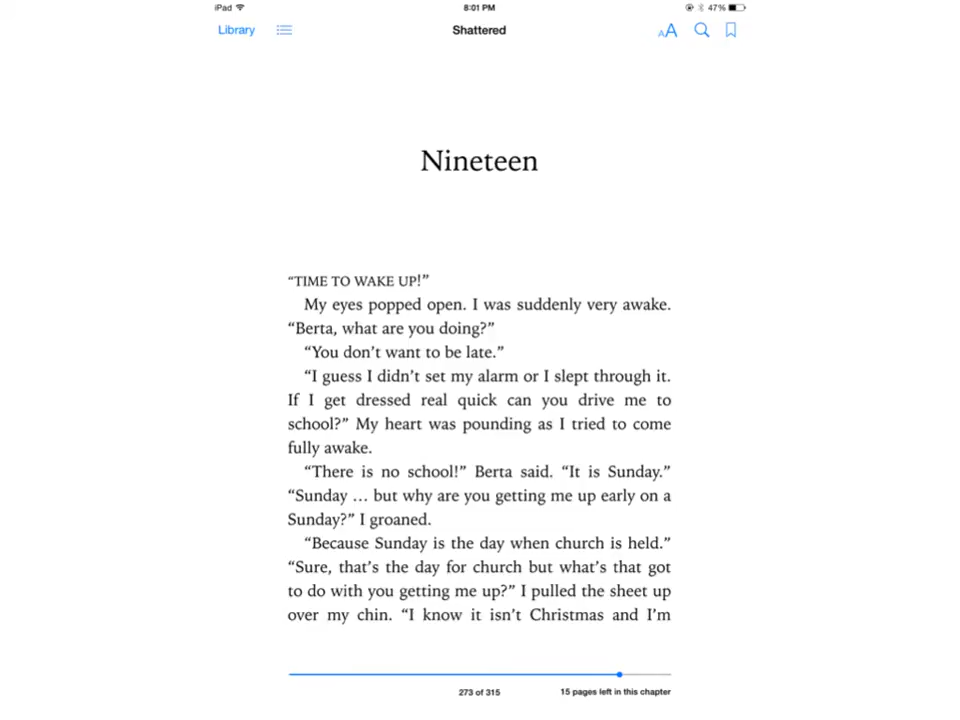 iPad 8:01 PM 47%
Library Shattered AA
Nineteen
“TIME TO WAKE UP!”
My eyes popped open. I was suddenly very awake.
“Berta, what are you doing?”
“You don’t want to be late.”
“I guess I didn’t set my alarm or I slept through it.
If I get dressed real quick can you drive me to
school?” My heart was pounding as I tried to come
fully awake.
“There is no school!” Berta said. “It is Sunday.”
“Sunday … but why are you getting me up early on a
Sunday?” I groaned.
“Because Sunday is the day when church is held.”
“Sure, that’s the day for church but what’s that got
to do with you getting me up?” I pulled the sheet up
over my chin. “I know it isn’t Christmas and I’m
273 of 315 15 pages left in this chapter